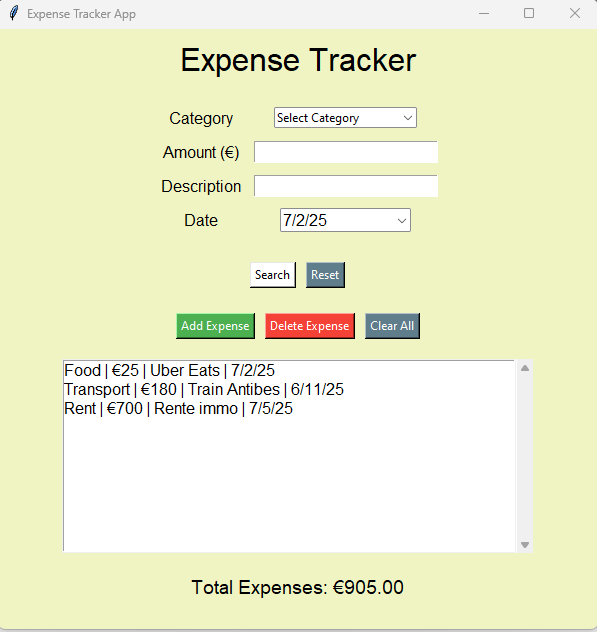 Expense Tracker App
Expense Tracker
Category Select Category
Amount (€)
Description
Date 7/2/25
Search Reset
Add Expense Delete Expense Clear All
Food | €25 | Uber Eats | 7/2/25
Transport | €180 | Train Antibes | 6/11/25
Rent | €700 | Rente immo | 7/5/25
Total Expenses: €905.00